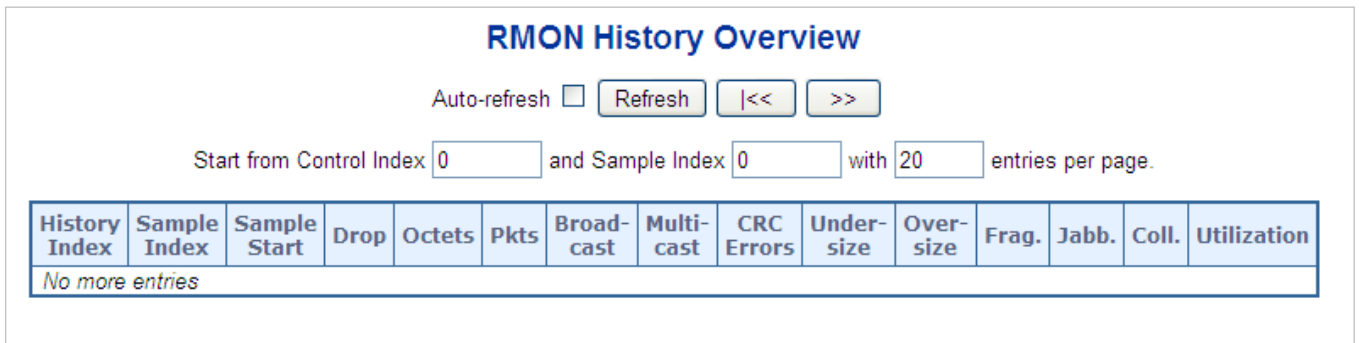 RMON History Overview
Auto-refresh Refresh |<< >>
Start from Control Index 0 and Sample Index 0 with 20 entries per page.
History Index Sample Index Sample Start Drop Octets Pkts Broad-cast Multi-cast CRC Errors Under-size Over-size Frag. Jabb. Coll. Utilization
No more entries